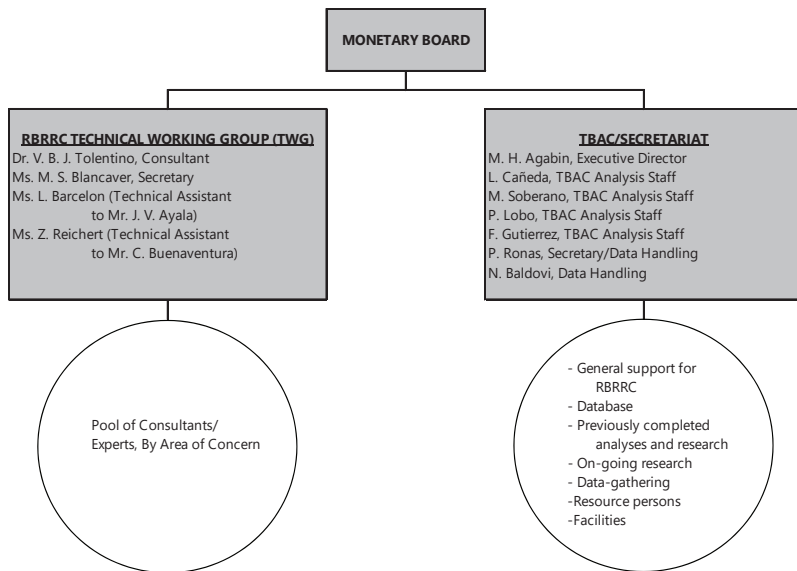 MONETARY BOARD
RBRRC TECHNICAL WORKING GROUP (TWG)
Dr. V. B. J. Tolentino, Consultant
Ms. M. S. Blancaver, Secretary
Ms. L. Barcelon (Technical Assistant
to Mr. J. V. Ayala)
Ms. Z. Reichert (Technical Assistant
to Mr. C. Buenaventura)
TBAC/SECRETARIAT
M. H. Agabin, Executive Director
L. Cañeda, TBAC Analysis Staff
M. Soberano, TBAC Analysis Staff
P. Lobo, TBAC Analysis Staff
F. Gutierrez, TBAC Analysis Staff
P. Ronas, Secretary/Data Handling
N. Baldovi, Data Handling
Pool of Consultants/
Experts, By Area of Concern
- General support for
RBRRC
- Database
- Previously completed
analyses and research
- On-going research
- Data-gathering
-Resource persons
-Facilities